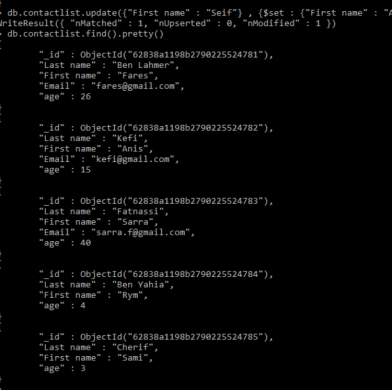 > db.contactlist.update({"First name" : "Seif"} , {$set : {"First name" : "A
WriteResult({ "nMatched" : 1, "nUpserted" : 0, "nModified" : 1 })
> db.contactlist.find().pretty()
{
"_id" : ObjectId("62838a1198b2790225524781"),
"Last name" : "Ben Lahmer",
"First name" : "Fares",
"Email" : "fares@gmail.com",
"age" : 26
}
{
"_id" : ObjectId("62838a1198b2790225524782"),
"Last name" : "Kefi",
"First name" : "Anis",
"Email" : "kefi@gmail.com",
"age" : 15
}
{
"_id" : ObjectId("62838a1198b2790225524783"),
"Last name" : "Fatnassi",
"First name" : "Sarra",
"Email" : "sarra.f@gmail.com",
"age" : 40
}
{
"_id" : ObjectId("62838a1198b2790225524784"),
"Last name" : "Ben Yahia",
"First name" : "Rym",
"age" : 4
}
{
"_id" : ObjectId("62838a1198b2790225524785"),
"Last name" : "Cherif",
"First name" : "Sami",
"age" : 3
}